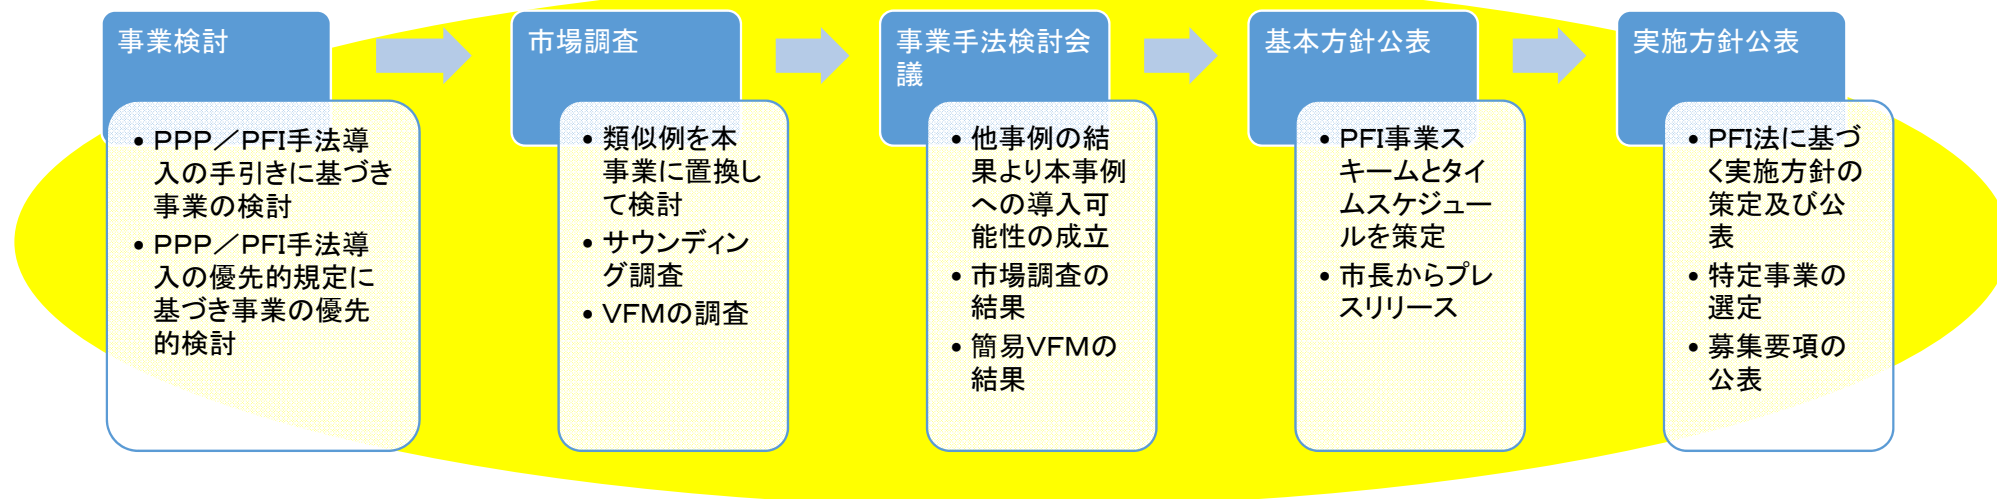 事業検討
• PPP／PFI手法導
入の手引きに基づき
事業の検討
• PPP／PFI手法導
入の優先的規定に
基づき事業の優先
的検討
市場調査
• 類似例を本
事業に置換し
て検討
• サウンディン
グ調査
• VFMの調査
事業手法検討会
議
• 他事例の結
果より本事例
への導入可
能性の成立
• 市場調査の
結果
• 簡易VFMの
結果
基本方針公表
• PFI事業ス
キームとタイ
ムスケジュー
ルを策定
• 市長からプレ
スリリース
実施方針公表
• PFI法に基づ
く実施方針の
策定及び公
表
• 特定事業の
選定
• 募集要項の
公表